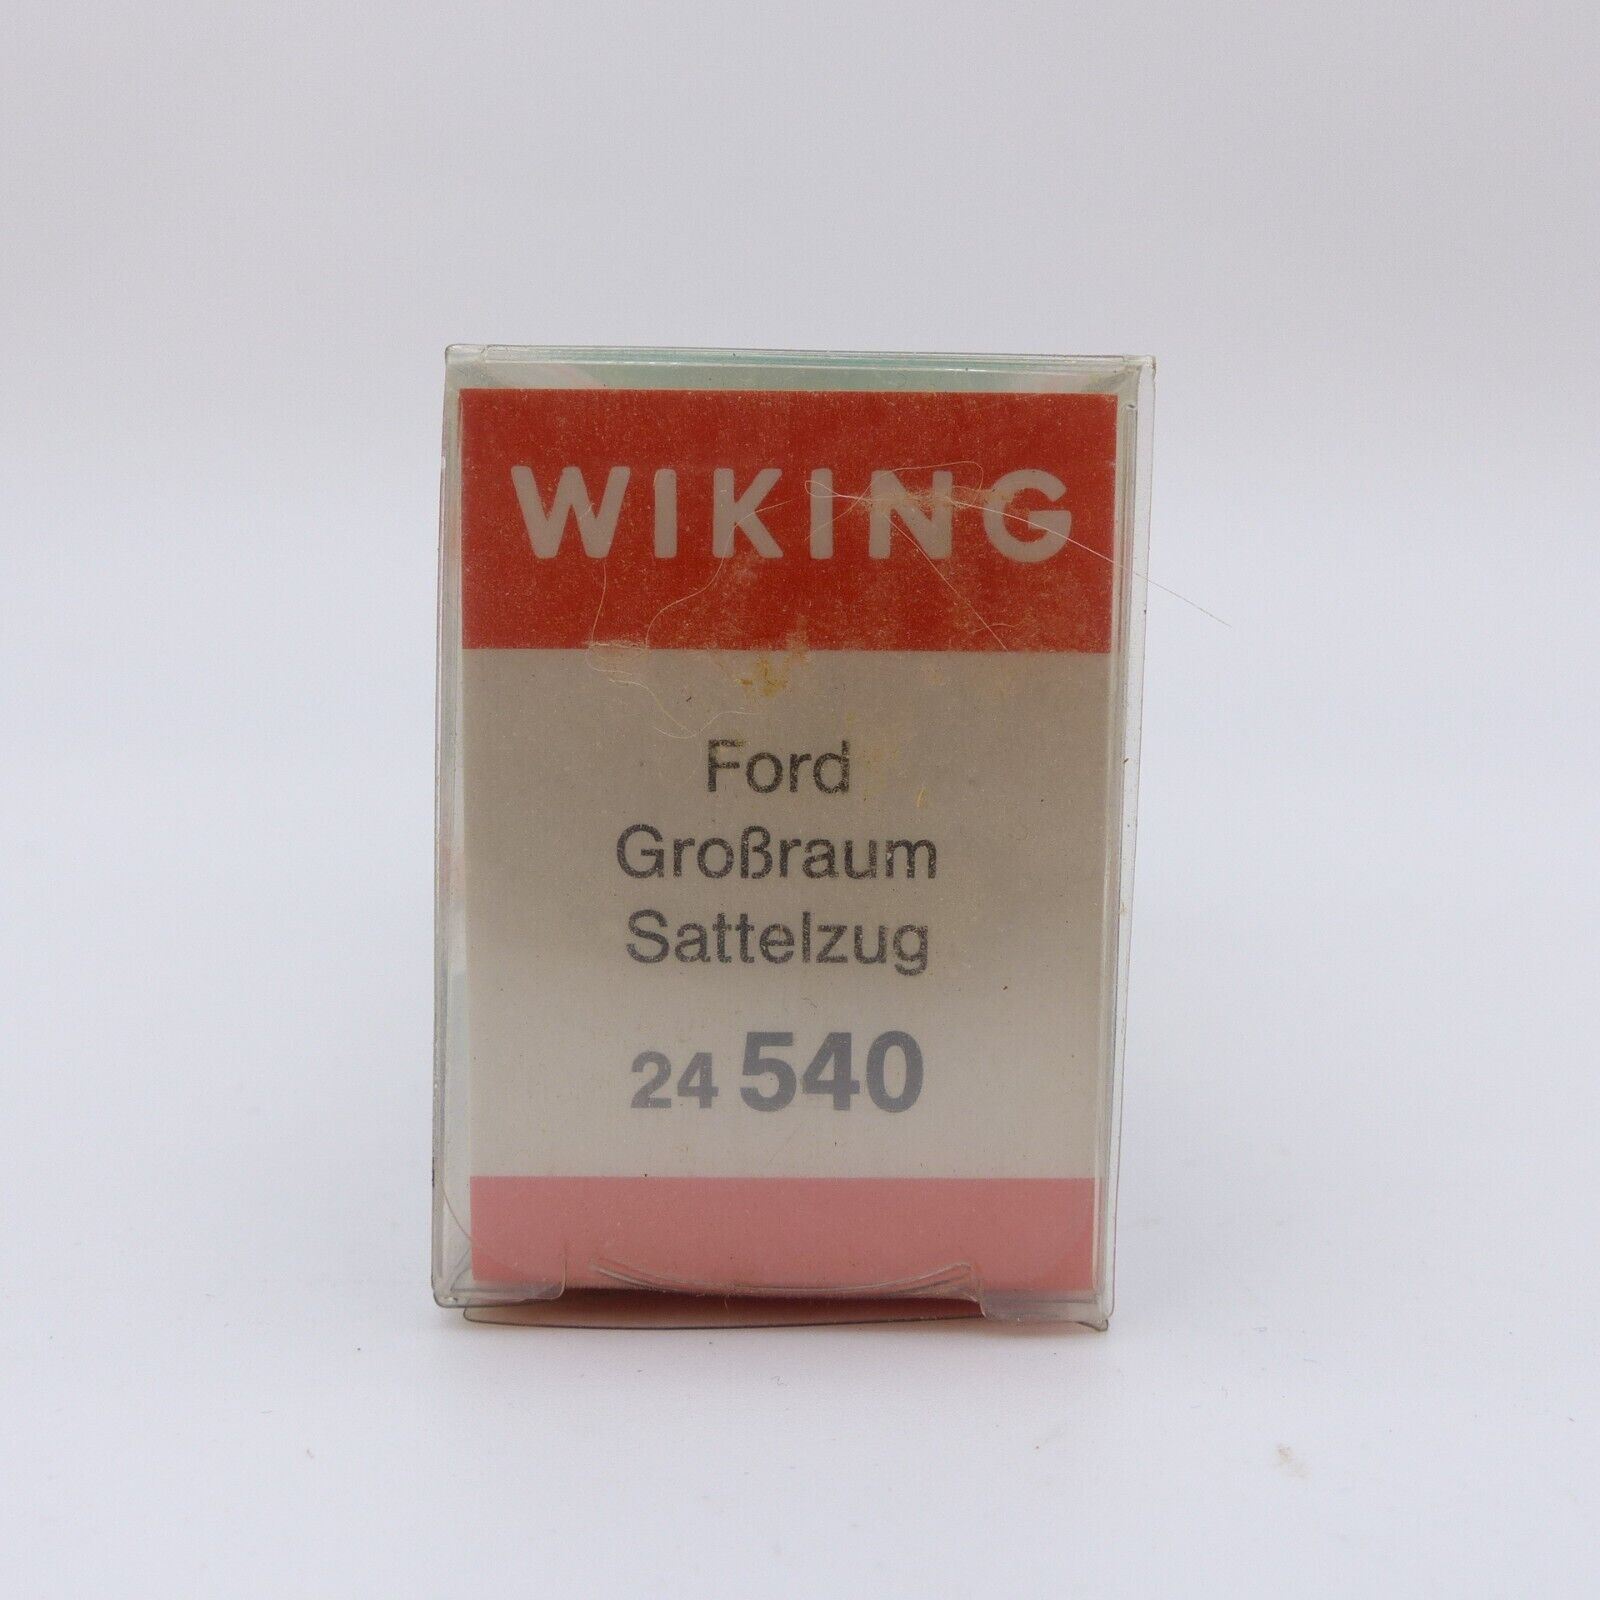 WIKING
Ford
Großraum
Sattelzug
24 540